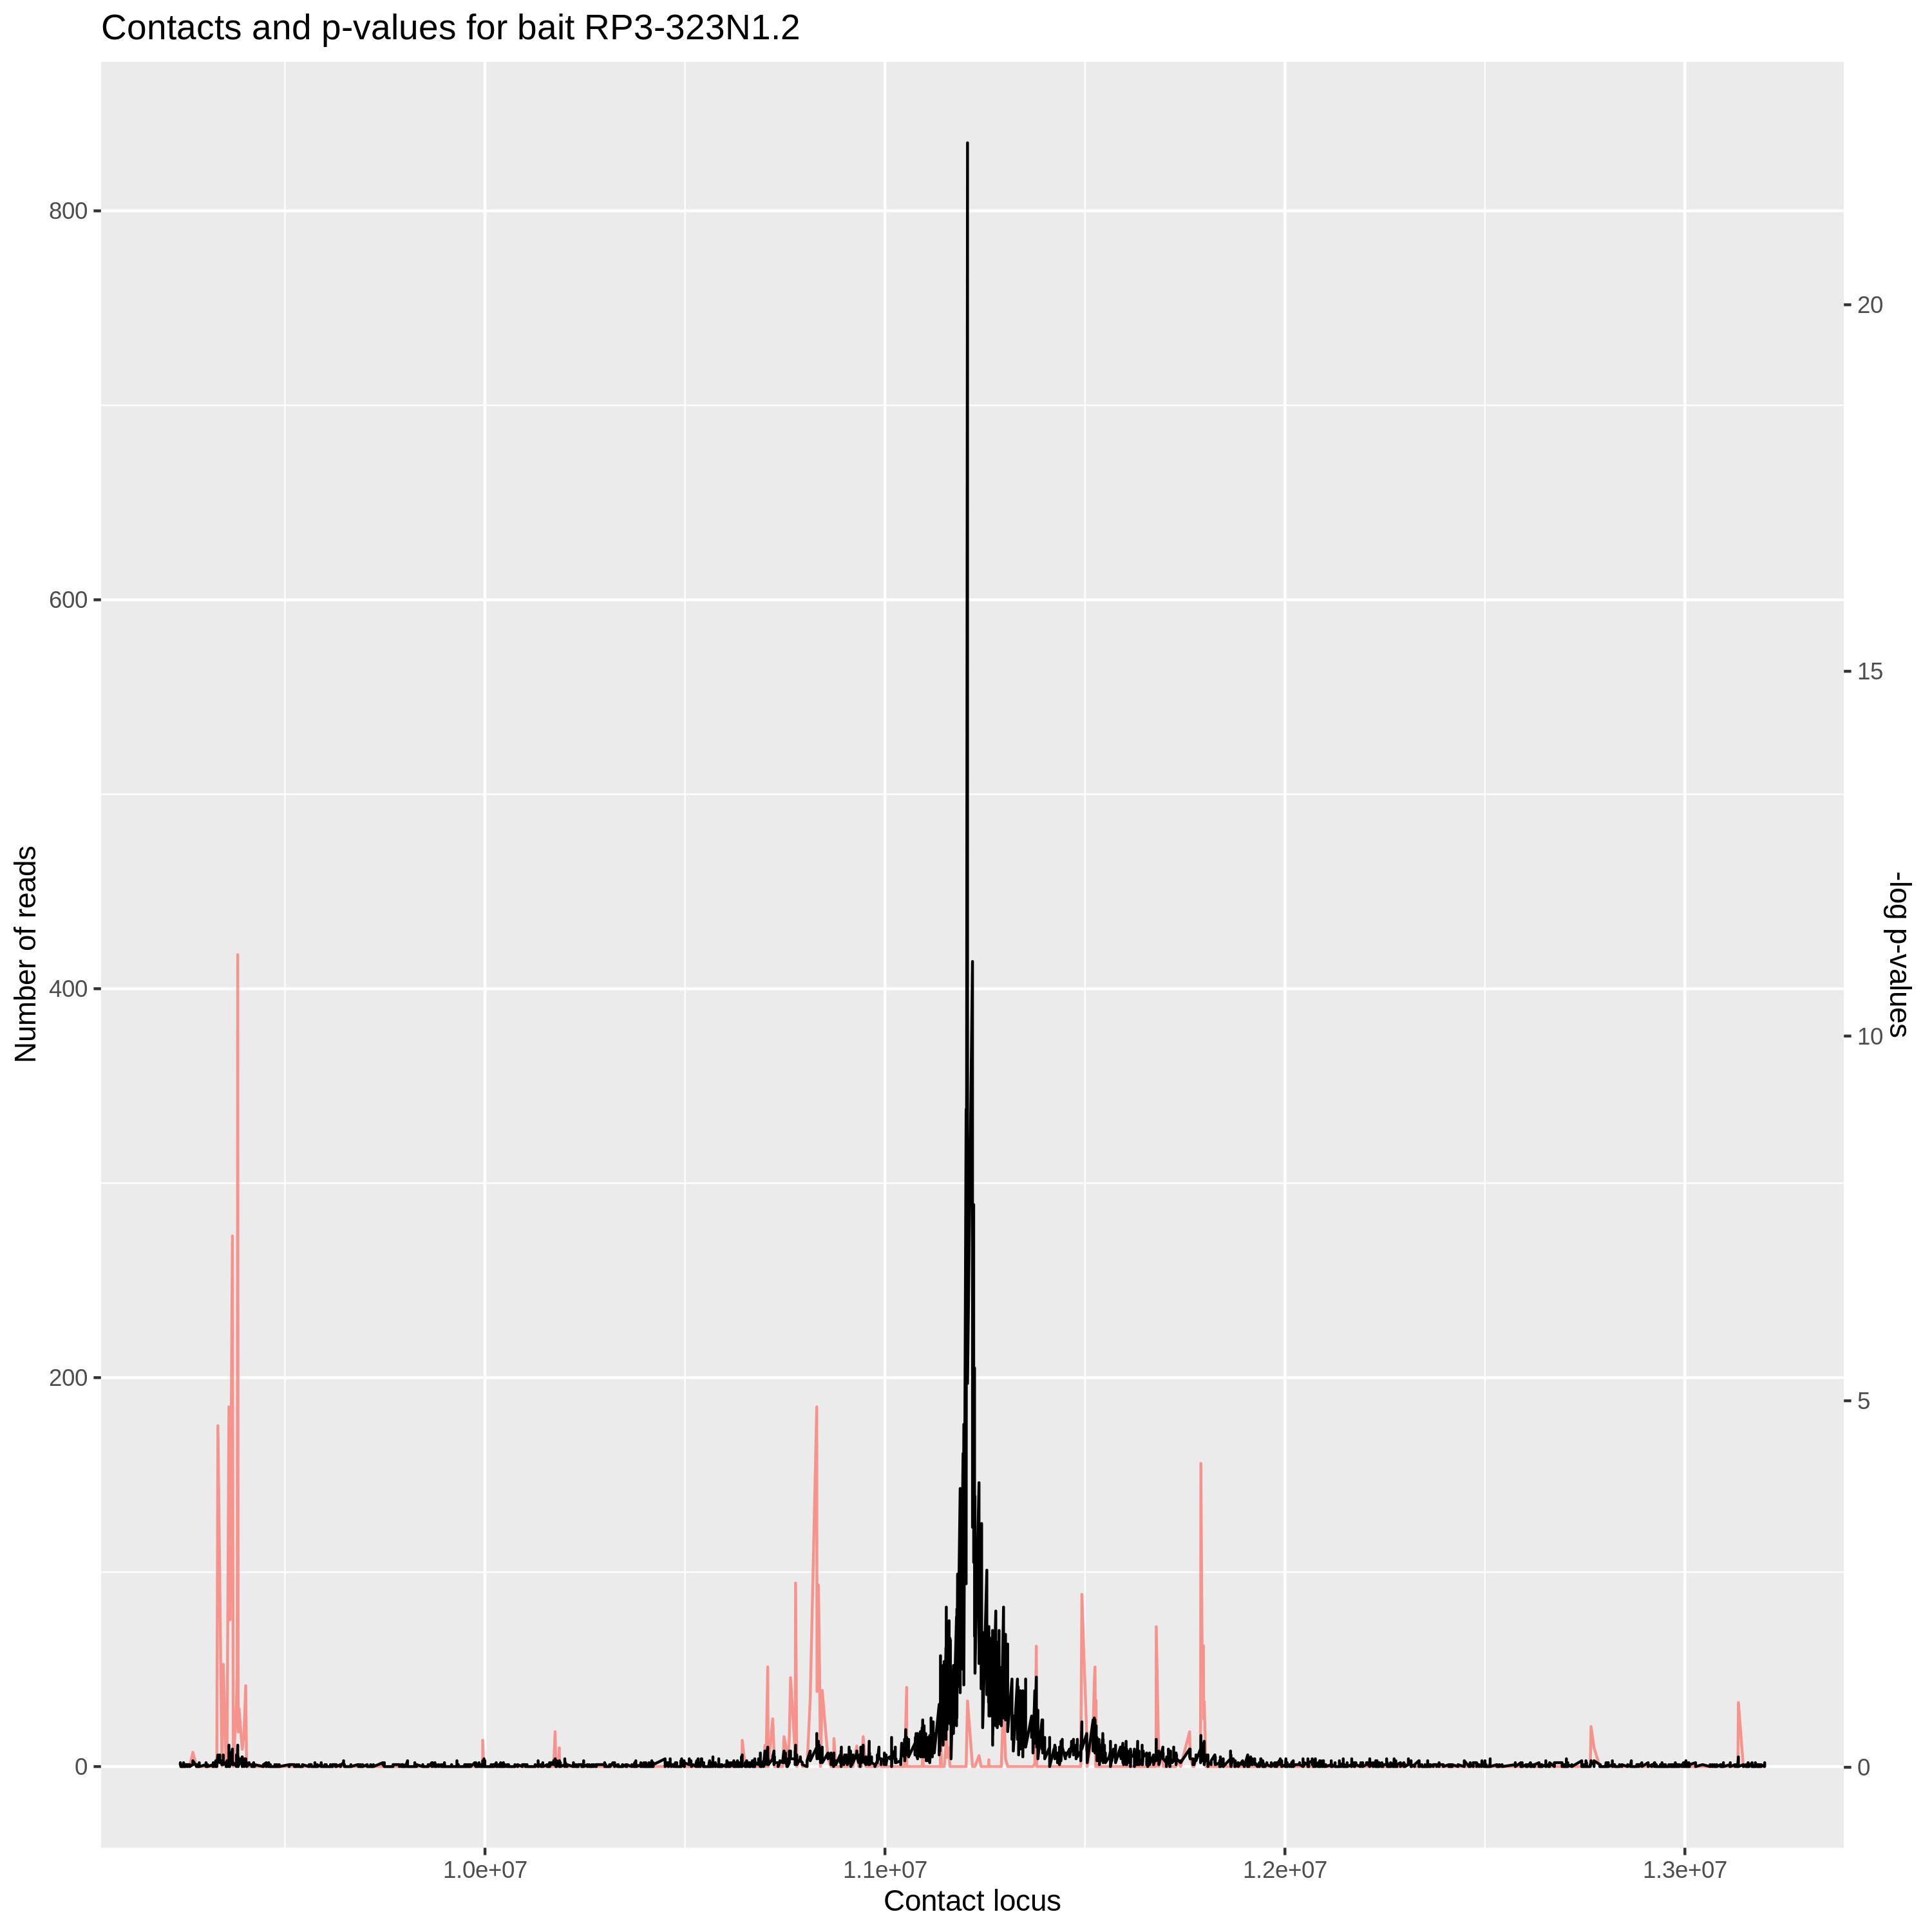 Contacts and p-values for bait RP3-323N1.2
800
600
400
200
0
Number of reads
20
15
10
5
0
-log p-values
1.0e+07 1.1e+07 1.2e+07 1.3e+07
Contact locus